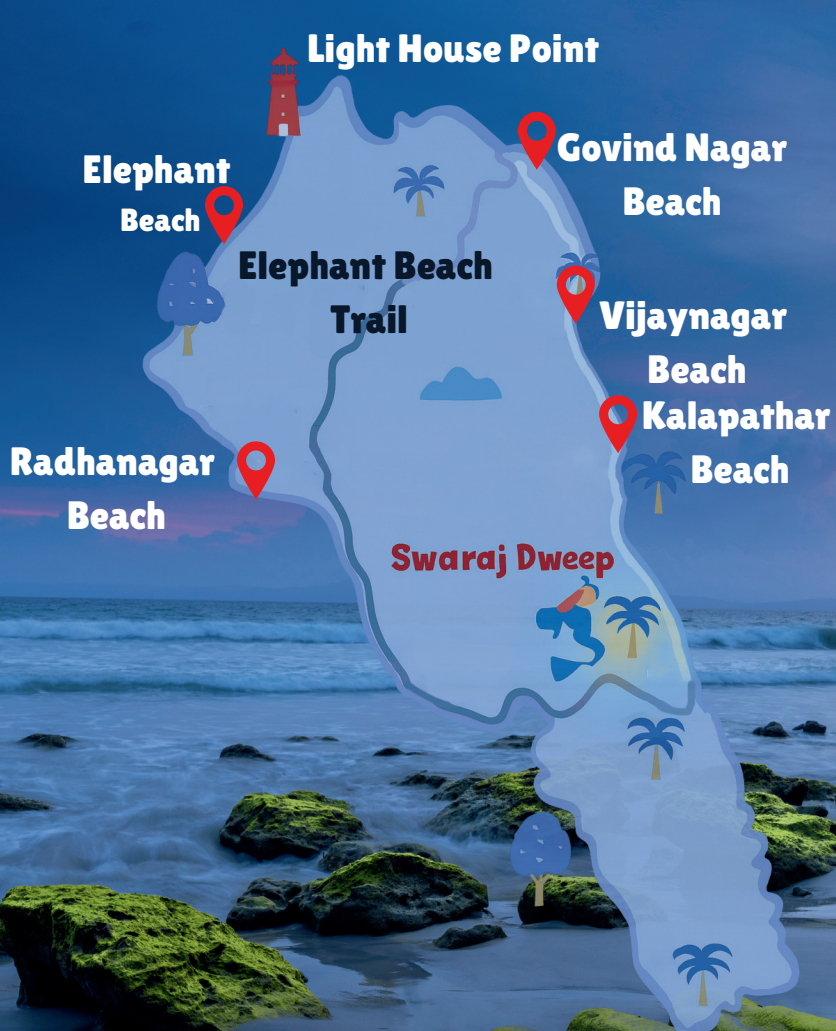 Light House Point
Govind Nagar
Beach
Elephant
Beach
Elephant Beach
Trail
Vijaynagar
Beach
Kalapathar
Beach
Radhanagar
Beach
Swaraj Dweep